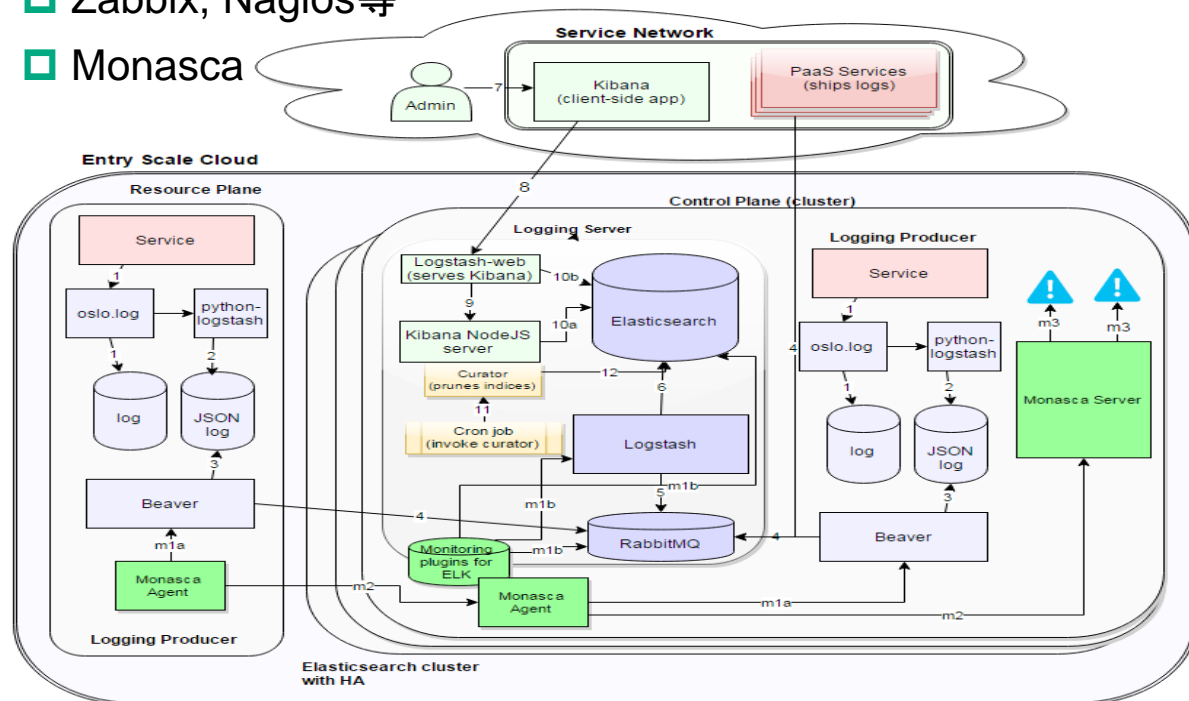 Zabbix, Nagios等
Monasca
Service Network
Admin
7
Kibana
(client-side app)
PaaS Services
(ships logs)
Entry Scale Cloud
8
Resource Plane
Control Plane (cluster)
Service
1
oslo.log
python-
logstash
1
2
log
JSON
log
3
Beaver
4
m1a
Monasca
Agent
m2
Logging Producer
Logging Server
Logstash-web
(serves Kibana)
10b
9
10a
Kibana NodeJS
server
Elasticsearch
Curator
(prunes indices)
12
11
6
Cron job
(invoke curator)
Logstash
m1b
5
m1b
RabbitMQ
m1b
Monitoring
plugins for
ELK
Monasca
Agent
m1a
m2
4
4
Logging Producer
Service
1
oslo.log
python-
logstash
1
2
log
JSON
log
3
Beaver
m3
m3
Monasca Server
Elasticsearch cluster
with HA